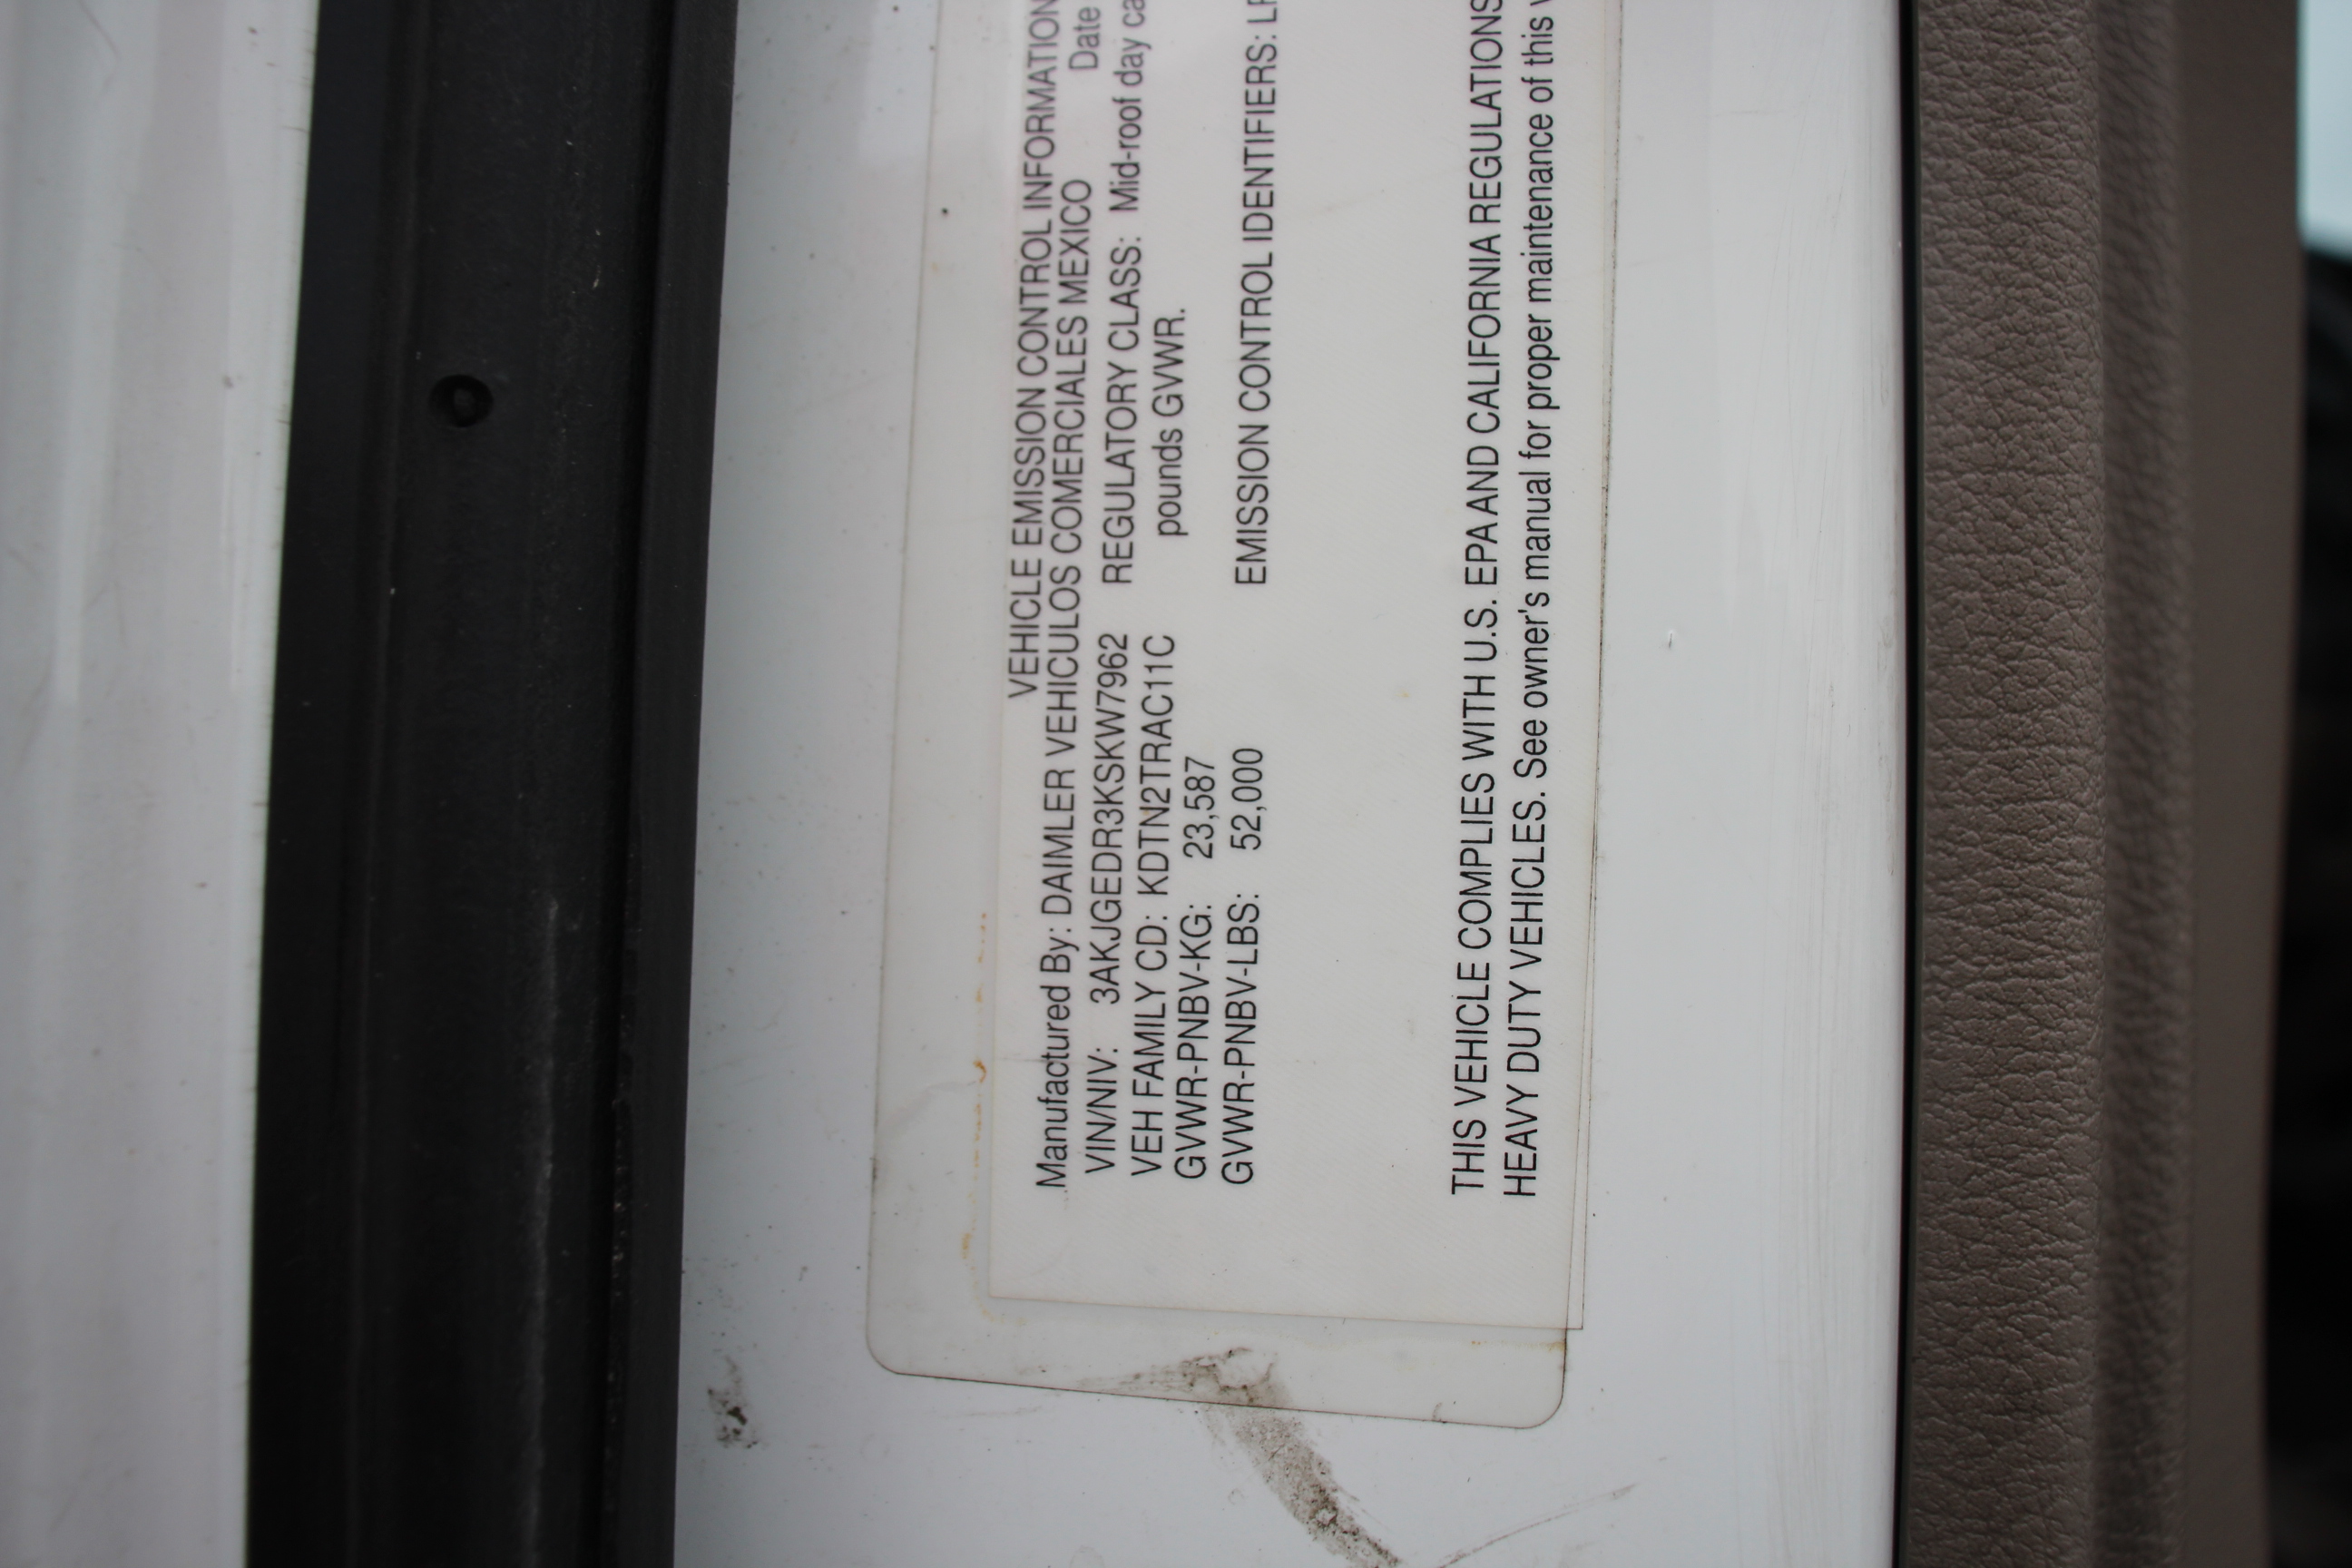 VEHICLE EMISSION CONTROL INFORMATION
Manufactured By: DAIMLER VEHICULOS COMERCIALES MEXICO Date
VIN/NIV: 3AKJGEDR3KSKW7962 REGULATORY CLASS: Mid-roof day
VEH FAMILY CD: KDTN2TRAC11C pounds GVWR.
GVWR-PNBV-KG: 23,587
GVWR-PNBV-LBS: 52,000 EMISSION CONTROL IDENTIFIERS:
THIS VEHICLE COMPLIES WITH U.S. EPA AND CALIFORNIA REGULATIONS
HEAVY DUTY VEHICLES. See owner's manual for proper maintenance of this